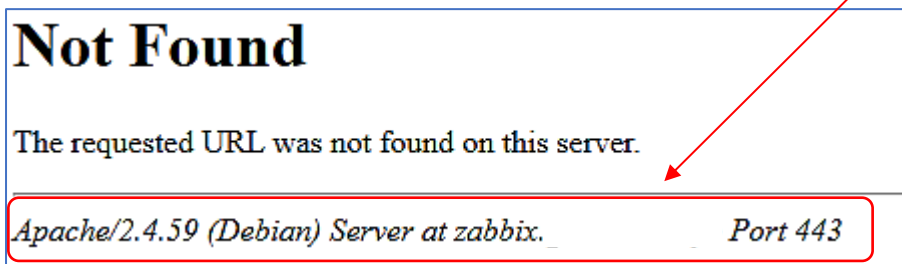 Not Found
The requested URL was not found on this server.
Apache/2.4.59 (Debian) Server at zabbix. Port 443